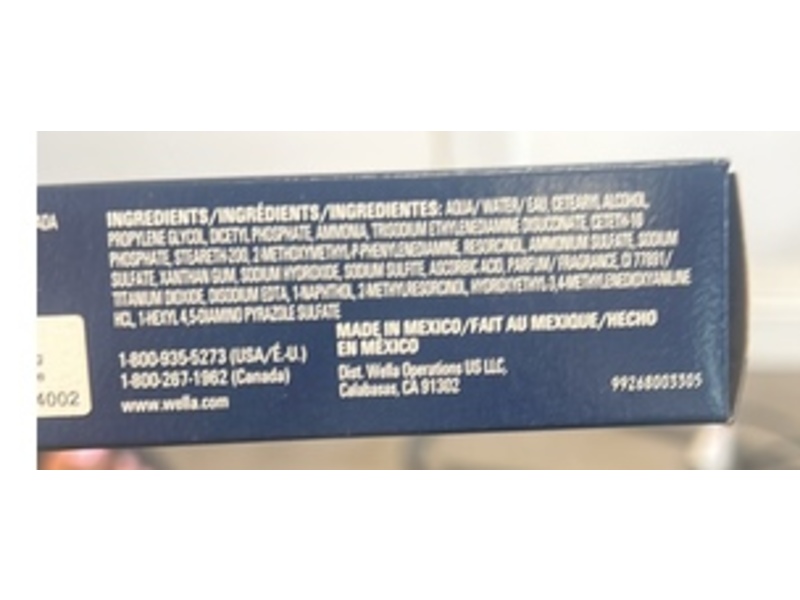 ADA
INGREDIENTS/INGRÉDIENTS/INGREDIENTES: AQUA/ WATER/ EAU, CETEARYL ALCOHOL,
PROPYLENE GLYCOL, DICETYL PHOSPHATE, AMMONIA, TRISODIUM ETHYLENEDIAMINE DISUCCINATE, CETETH-10
PHOSPHATE, STEARETH-200, 2-METHOXYMETHYL-P-PHENYLENEDIAMINE, RESORCINOL, AMMONIUM SULFATE, SODIUM
SULFATE, XANTHAN GUM, SODIUM HYDROXIDE, SODIUM SULFITE, ASCORBIC ACID, PARFUM/ FRAGRANCE, CI 77891/
TITANIUM DIOXIDE, DISODIUM EDTA, 1-NAPHTHOL, 2-METHYLRESORCINOL, HYDROXYETHYL-3,4-METHYLENEDIOXYANILINE
HCL, 1-HEXYL 4,5-DIAMINO PYRAZOLE SULFATE
MADE IN MEXICO/FAIT AU MEXIQUE/HECHO
EN MÉXICO
Dist. Wella Operations US LLC,
Calabasas, CA 91302
1-800-935-5273 (USA/É.-U.)
1-800-267-1962 (Canada)
www.wella.com
4002
99268003305